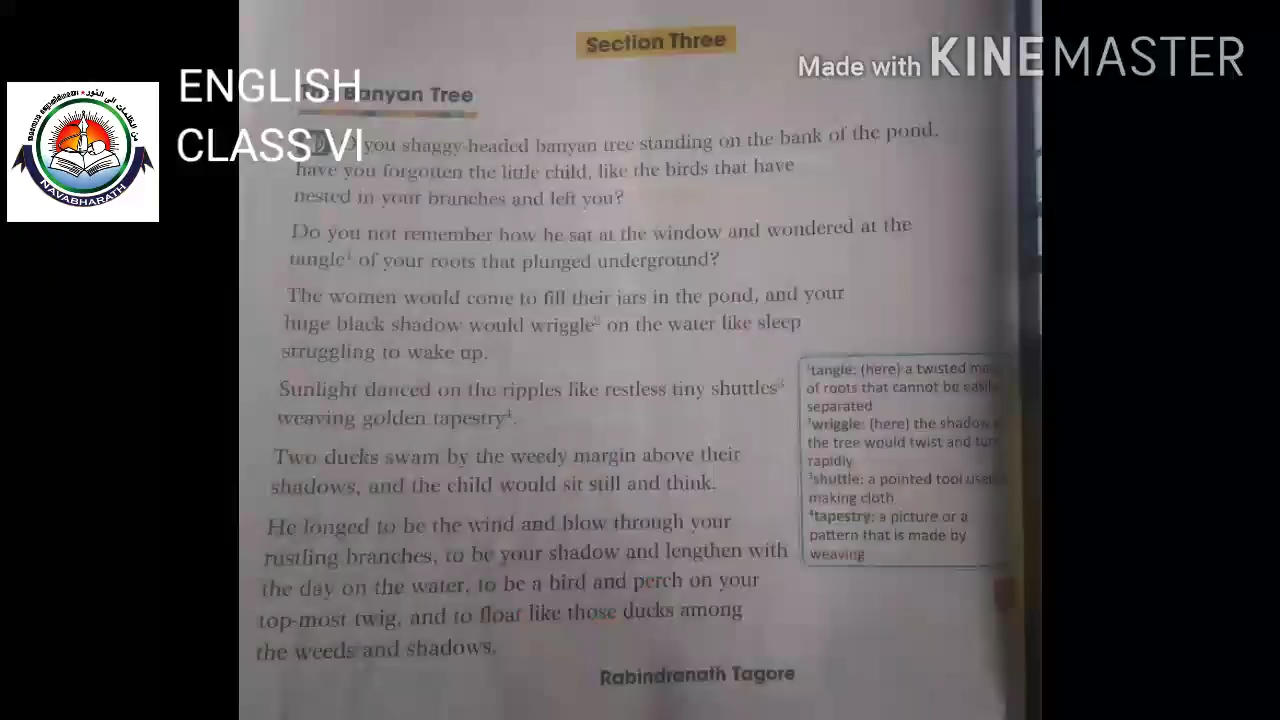 Section Three
Made with KINEMASTER
ENGLISH
CLASS VI
NAVABHARATH
Banyan Tree
you shaggy-headed banyan tree standing on the bank of the pond,
have you forgotten the little child, like the birds that have
nested in your branches and left you?
Do you not remember how he sat at the window and wondered at the
tangle¹ of your roots that plunged underground?
The women would come to fill their jars in the pond, and your
huge black shadow would wriggle² on the water like sleep
struggling to wake up.
Sunlight danced on the ripples like restless tiny shuttles³
weaving golden tapestry⁴.
Two ducks swam by the weedy margin above their
shadows, and the child would sit still and think.
He longed to be the wind and blow through your
rustling branches, to be your shadow and lengthen with
the day on the water, to be a bird and perch on your
top-most twig, and to float like those ducks among
the weeds and shadows.
Rabindranath Tagore
¹tangle: (here) a twisted
of roots that cannot be
separated
²wriggle: (here) the shadow
the tree would twist and
rapidly
³shuttle: a pointed tool
making cloth
⁴tapestry: a picture or a
pattern that is made by
weaving